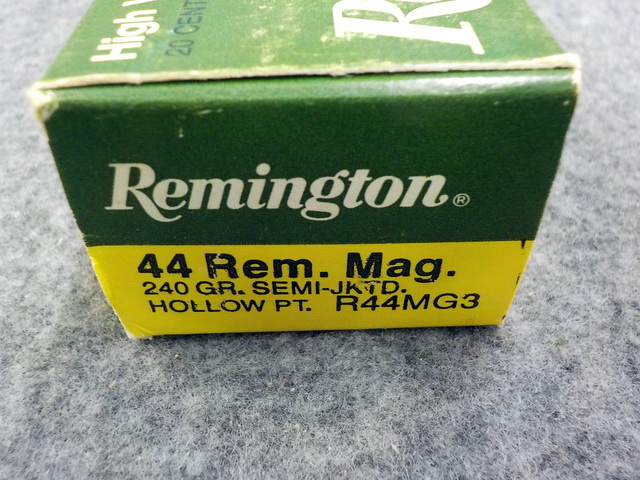 High
20 CENT
Remington®
44 Rem. Mag.
240 GR. SEMI-JKTD.
HOLLOW PT. R44MG3